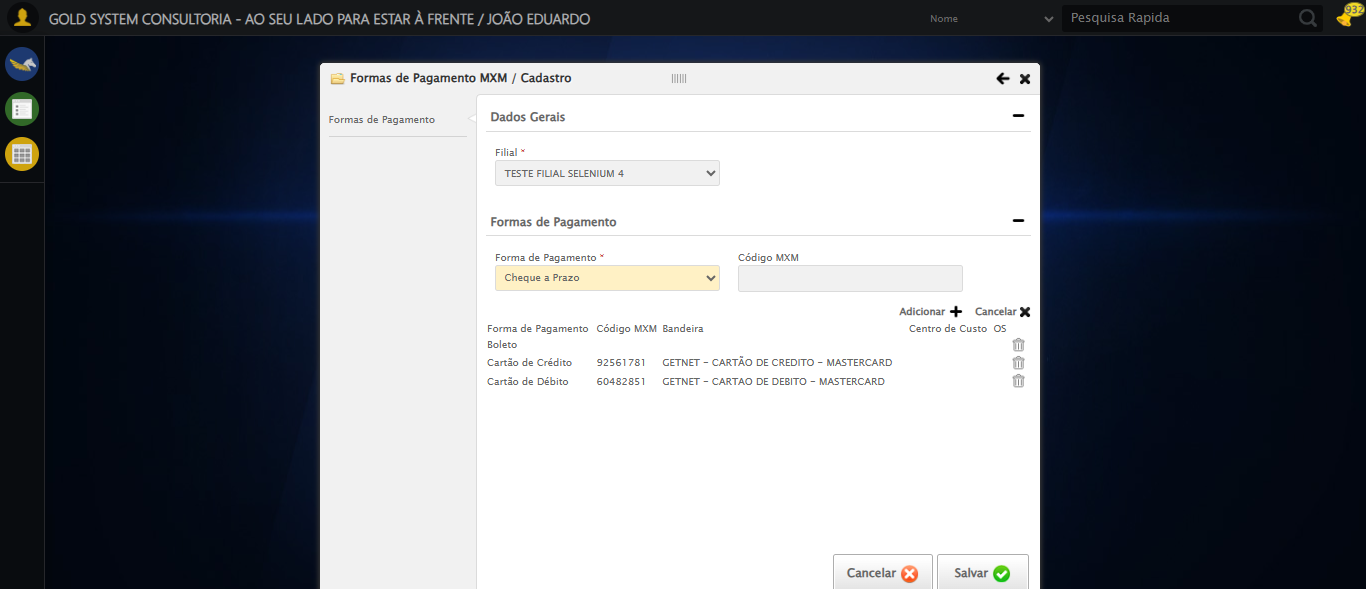 GOLD SYSTEM CONSULTORIA - AO SEU LADO PARA ESTAR À FRENTE / JOÃO EDUARDO
Nome
Pesquisa Rapida
932
Formas de Pagamento MXM / Cadastro
Formas de Pagamento
Dados Gerais
Filial *
TESTE FILIAL SELENIUM 4
Formas de Pagamento
Forma de Pagamento * Código MXM
Cheque a Prazo
Adicionar Cancelar
Forma de Pagamento Código MXM Bandeira Centro de Custo OS
Boleto
Cartão de Crédito 92561781 GETNET - CARTÃO DE CREDITO - MASTERCARD
Cartão de Débito 60482851 GETNET - CARTAO DE DEBITO - MASTERCARD
Cancelar Salvar